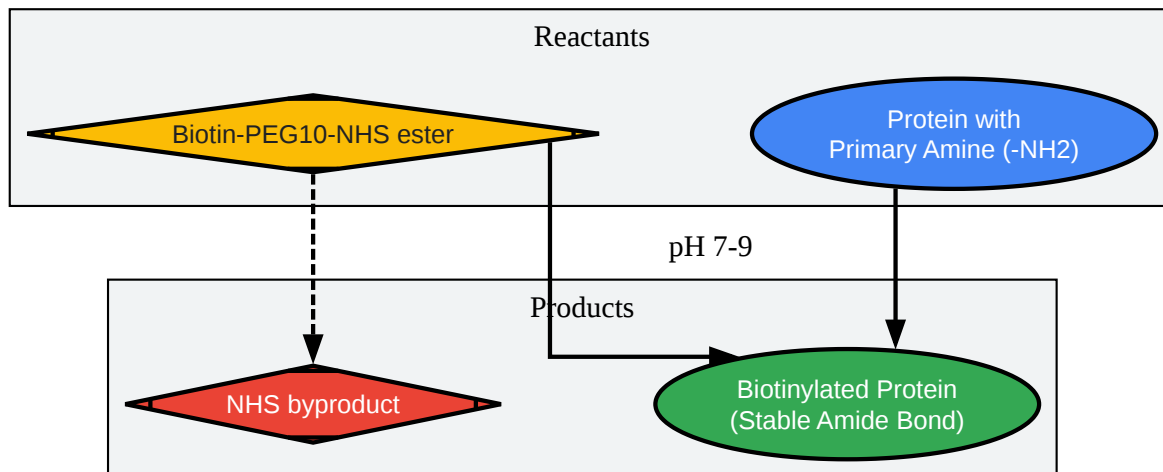 Reactants
Biotin-PEG10-NHS ester
Protein with
Primary Amine (-NH2)
pH 7-9
Products
NHS byproduct
Biotinylated Protein
(Stable Amide Bond)